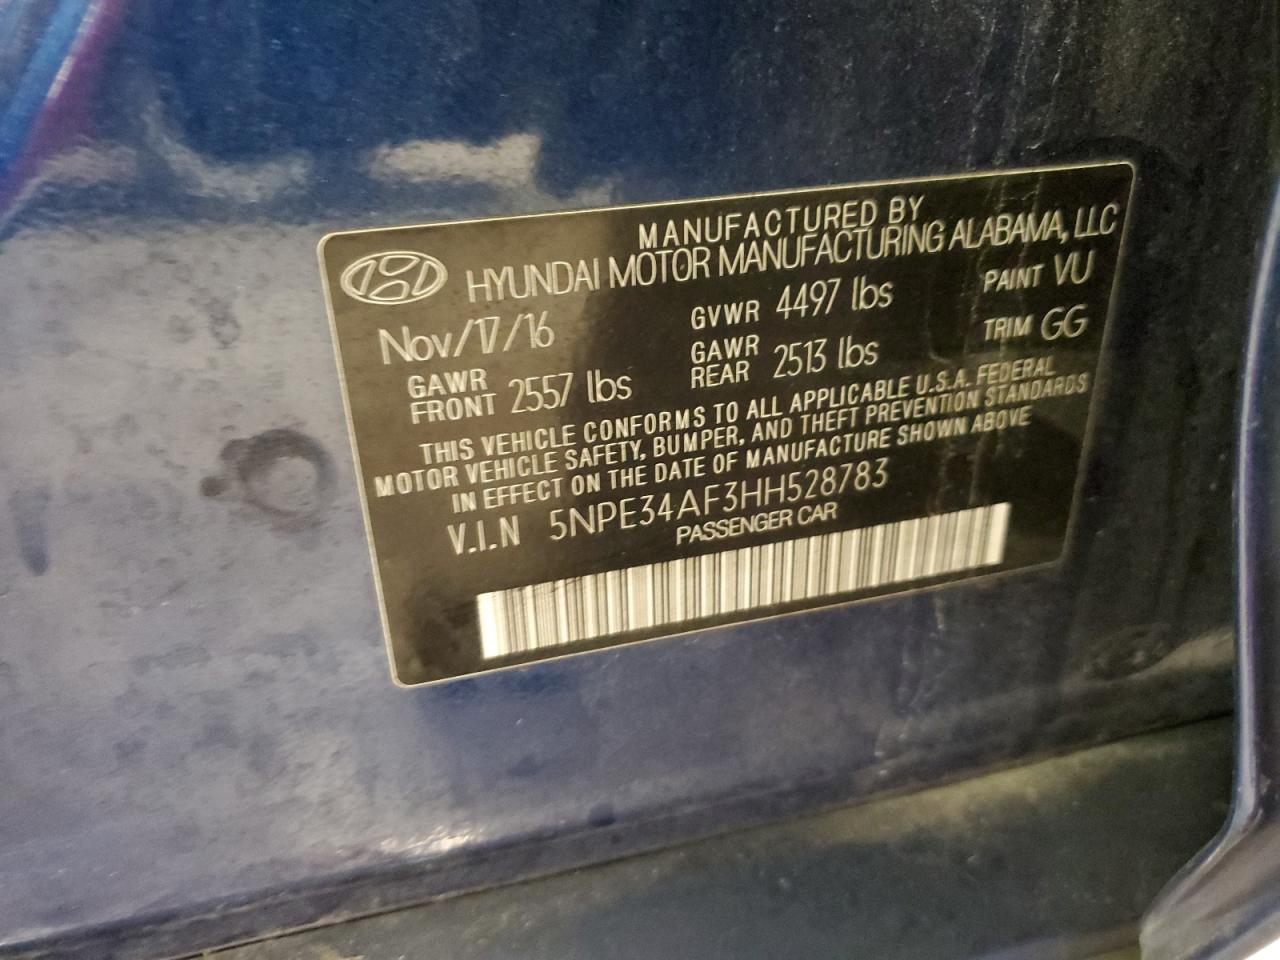 MANUFACTURED BY
HYUNDAI MOTOR MANUFACTURING ALABAMA, LLC
Nov/17/16 GVWR 4497 lbs PAINT VU
GAWR FRONT 2557 lbs GAWR REAR 2513 lbs TRIM GG
THIS VEHICLE CONFORMS TO ALL APPLICABLE U.S.A. FEDERAL
MOTOR VEHICLE SAFETY, BUMPER, AND THEFT PREVENTION STANDARDS
IN EFFECT ON THE DATE OF MANUFACTURE SHOWN ABOVE
V.I.N 5NPE34AF3HH528783
PASSENGER CAR